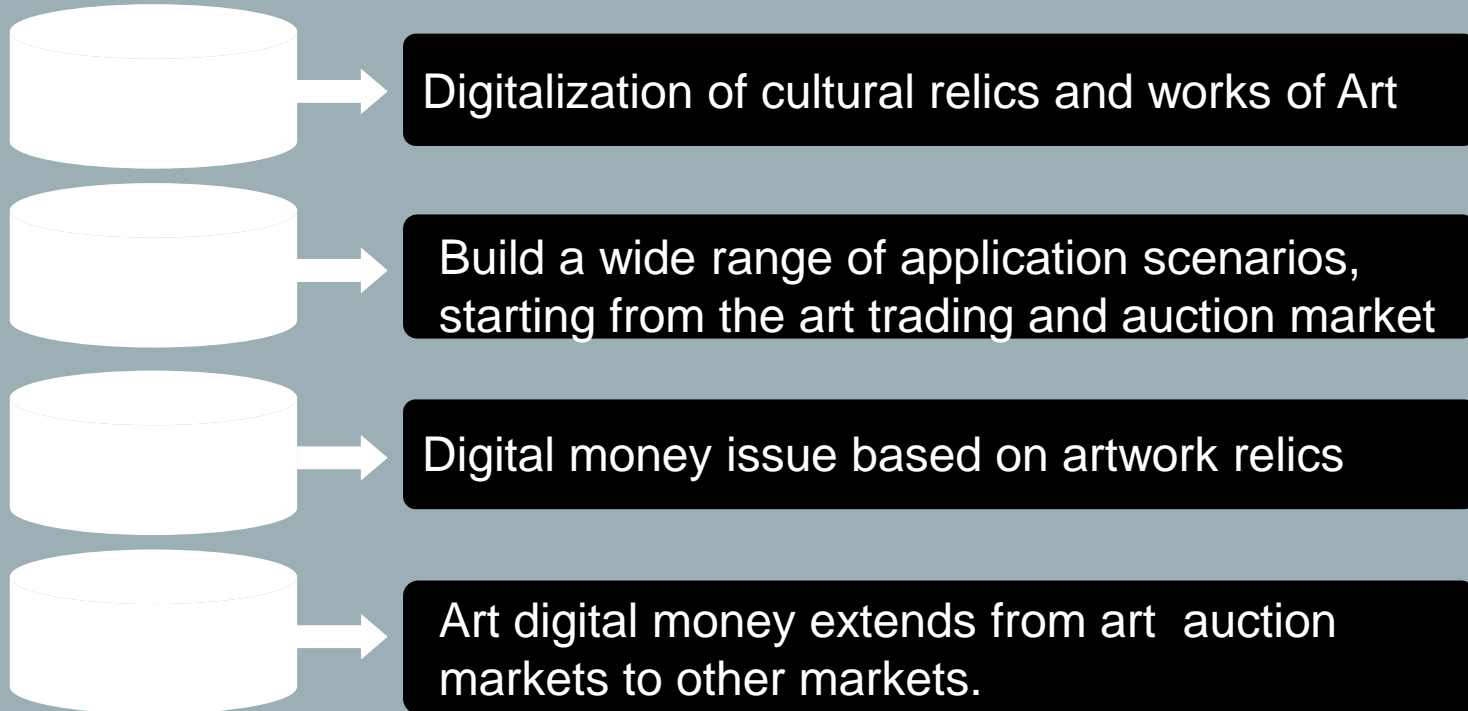 Digitalization of cultural relics and works of Art
Build a wide range of application scenarios,
starting from the art trading and auction market
Digital money issue based on artwork relics
Art digital money extends from art  auction
markets to other markets.